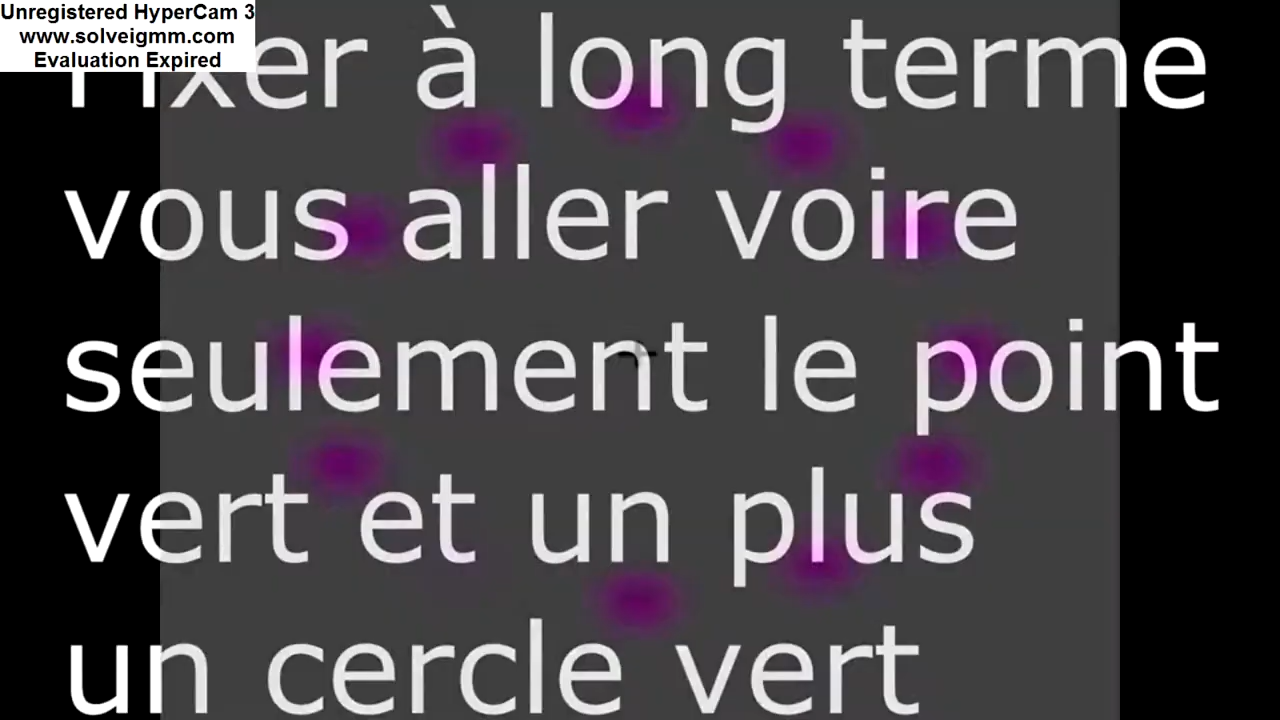 Unregistered HyperCam 3
www.solveigmm.com
Evaluation Expired
Fixer à long terme
vous aller voire
seulement le point
vert et un plus
un cercle vert